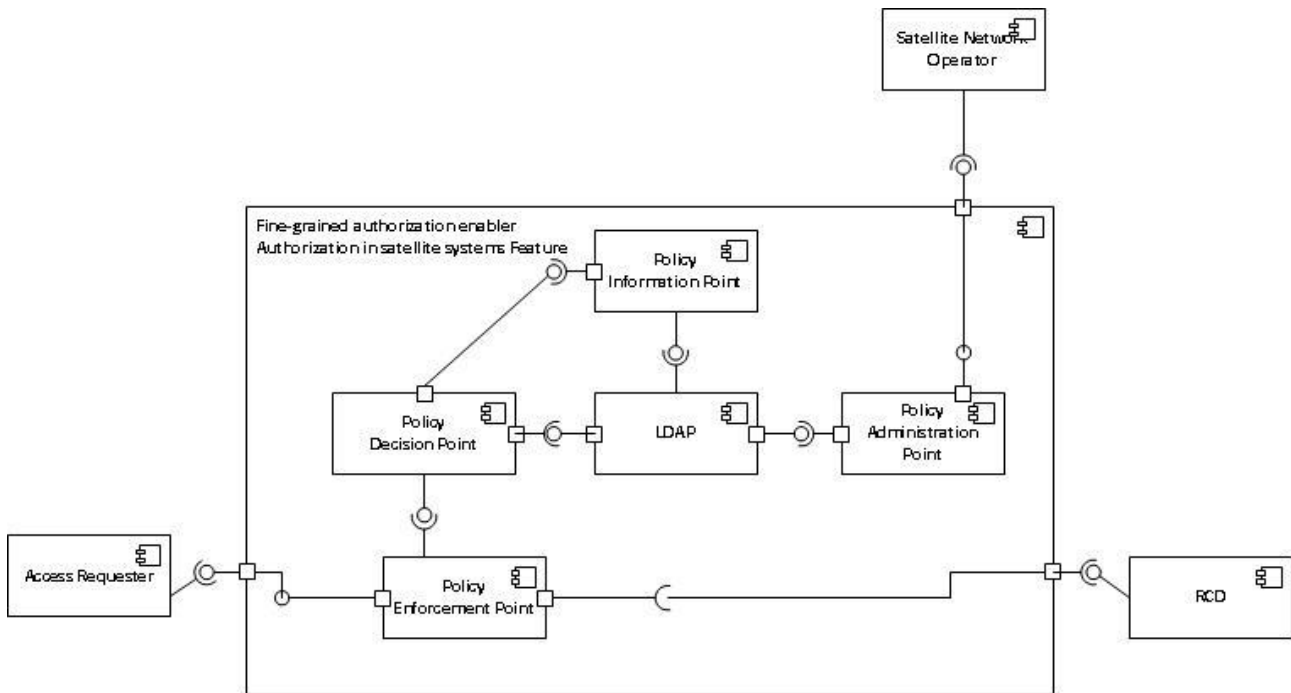 Satellite Network
Operator
Fine-grained authorization enabler
Authorization in satellite systems Feature
Policy
Information Point
Policy
Decision Point
LDAP
Policy
Administration
Point
Access Requester
Policy
Enforcement Point
RCD